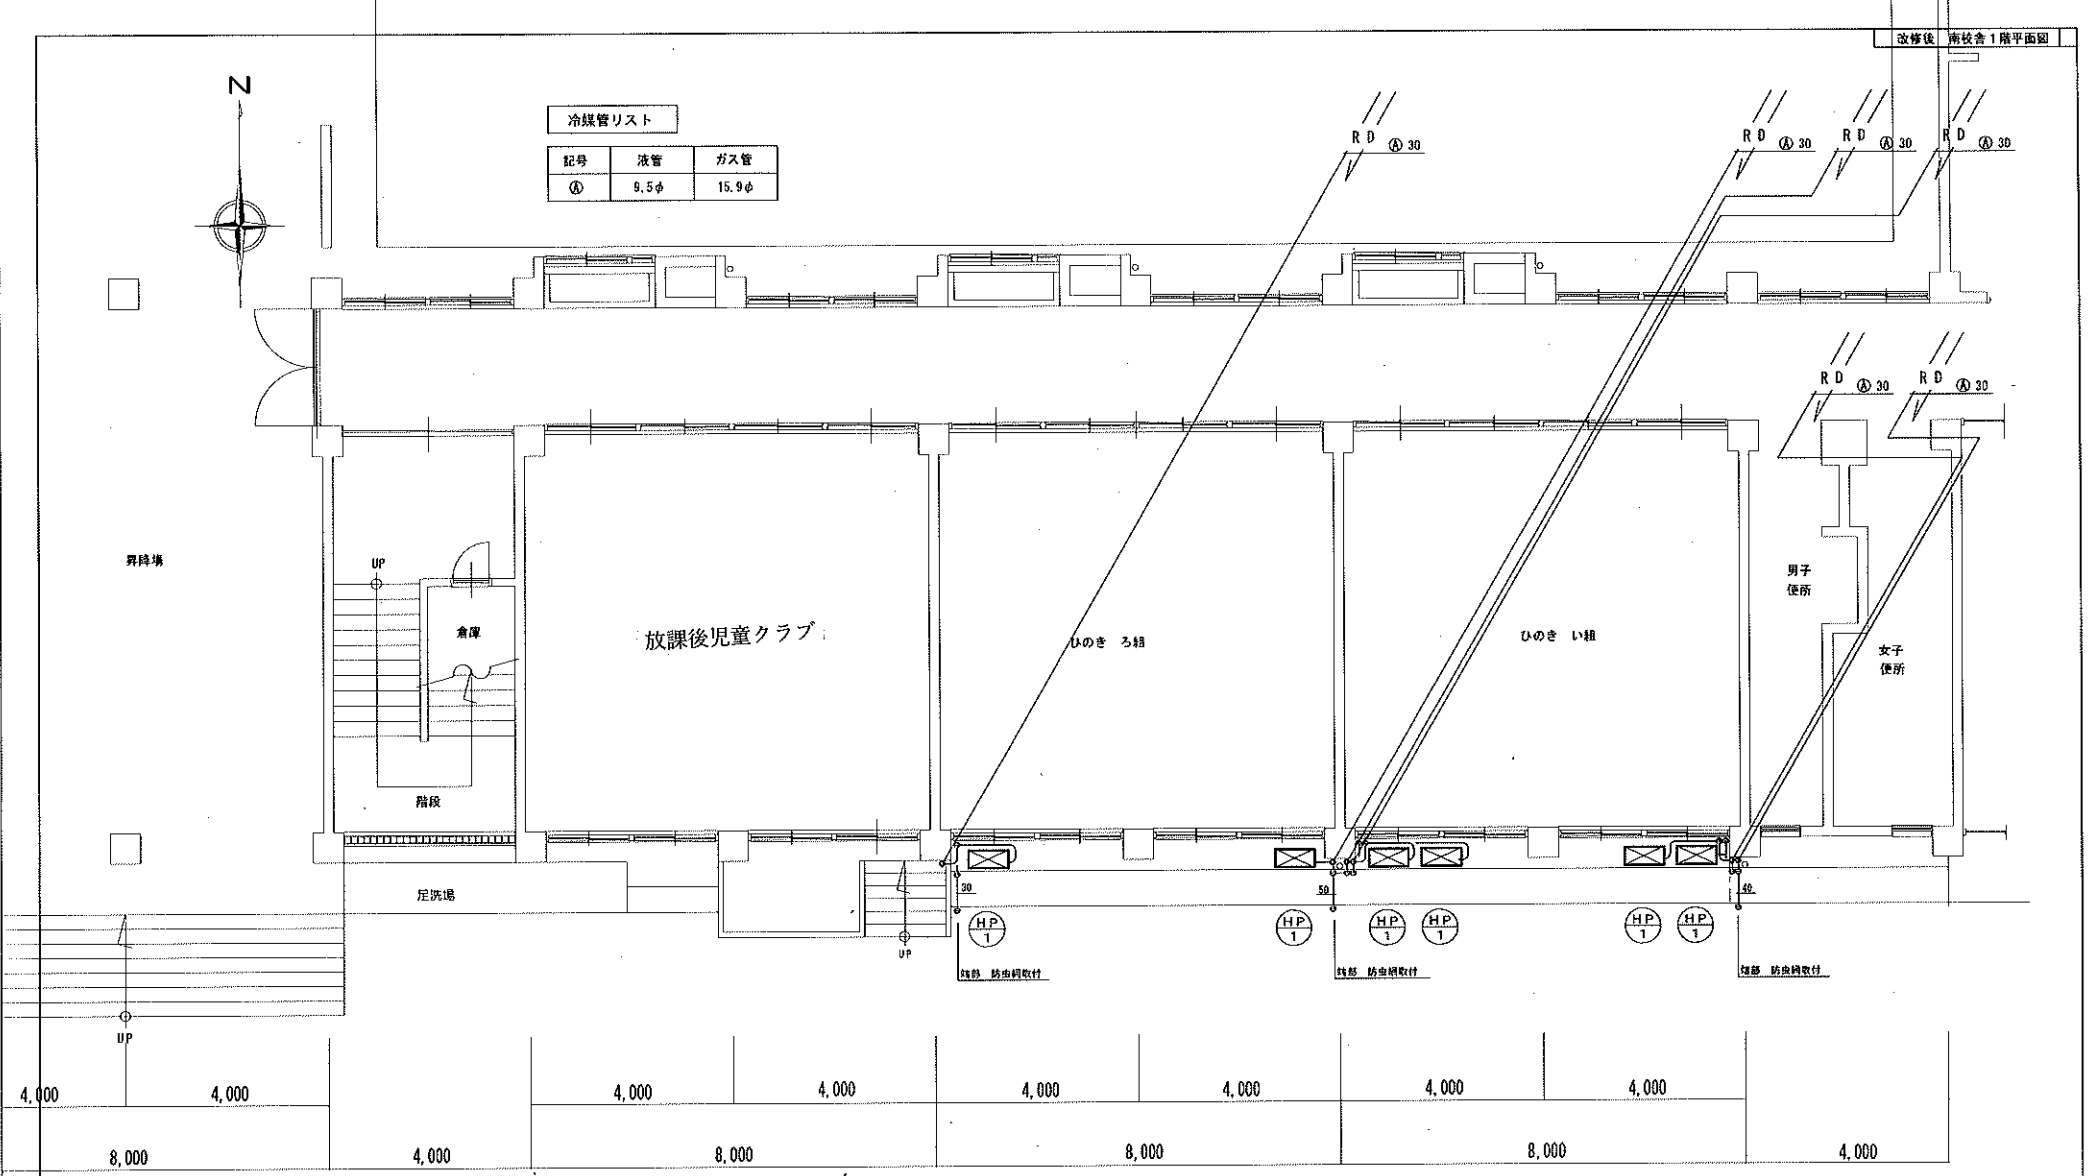 改修後 南校舎1階平面図
N
冷媒管リスト
記号 液管 ガス管
Ⓐ 9.5φ 15.9φ
R D Ⓐ 30
R D Ⓐ 30
R D Ⓐ 30
R D Ⓐ 30
R D Ⓐ 30
R D Ⓐ 30
昇降場
UP
倉庫
階段
放課後児童クラブ
ひのき ろ組
ひのき い組
男子
便所
女子
便所
足洗場
UP
UP
30
50
40
HP
1
HP
1
HP
1
HP
1
HP
1
HP
1
端部 防虫網取付
端部 防虫網取付
端部 防虫網取付
4,000 4,000 4,000 4,000 4,000 4,000 4,000 4,000
8,000 4,000 8,000 8,000 8,000 4,000